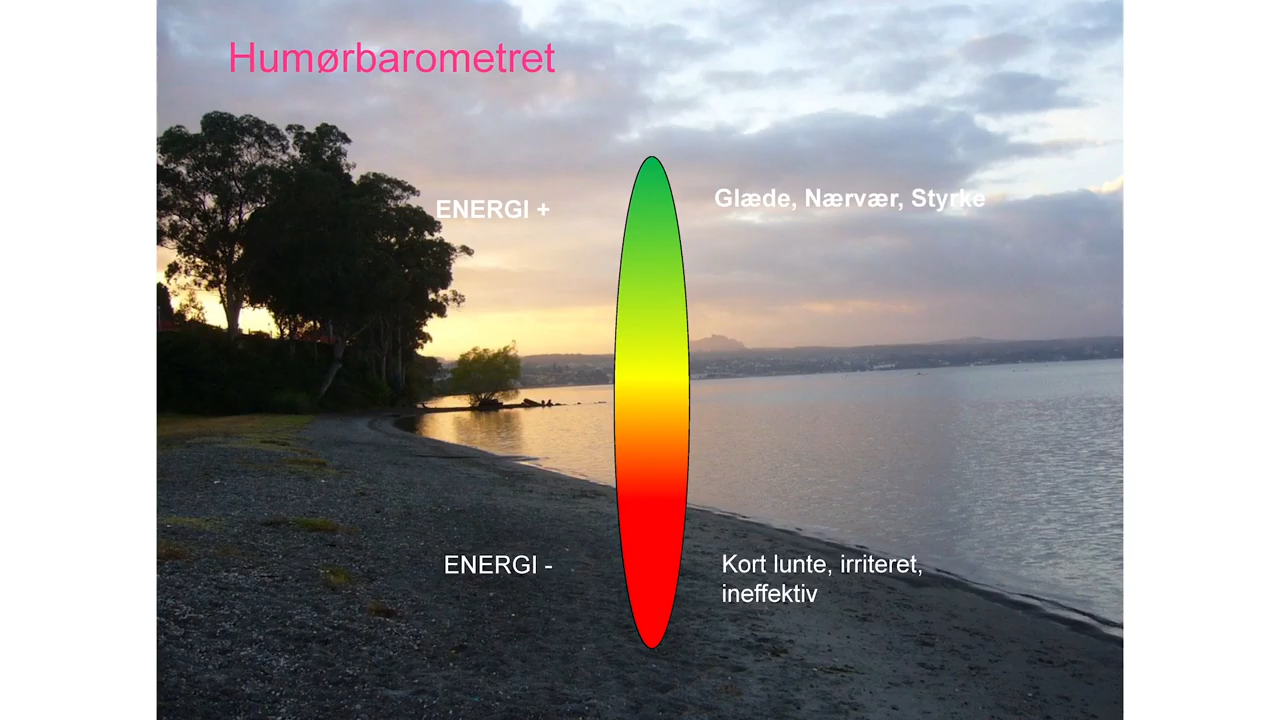 Humørbarometret
ENERGI +
Glæde, Nærvær, Styrke
ENERGI -
Kort lunte, irriteret,
ineffektiv